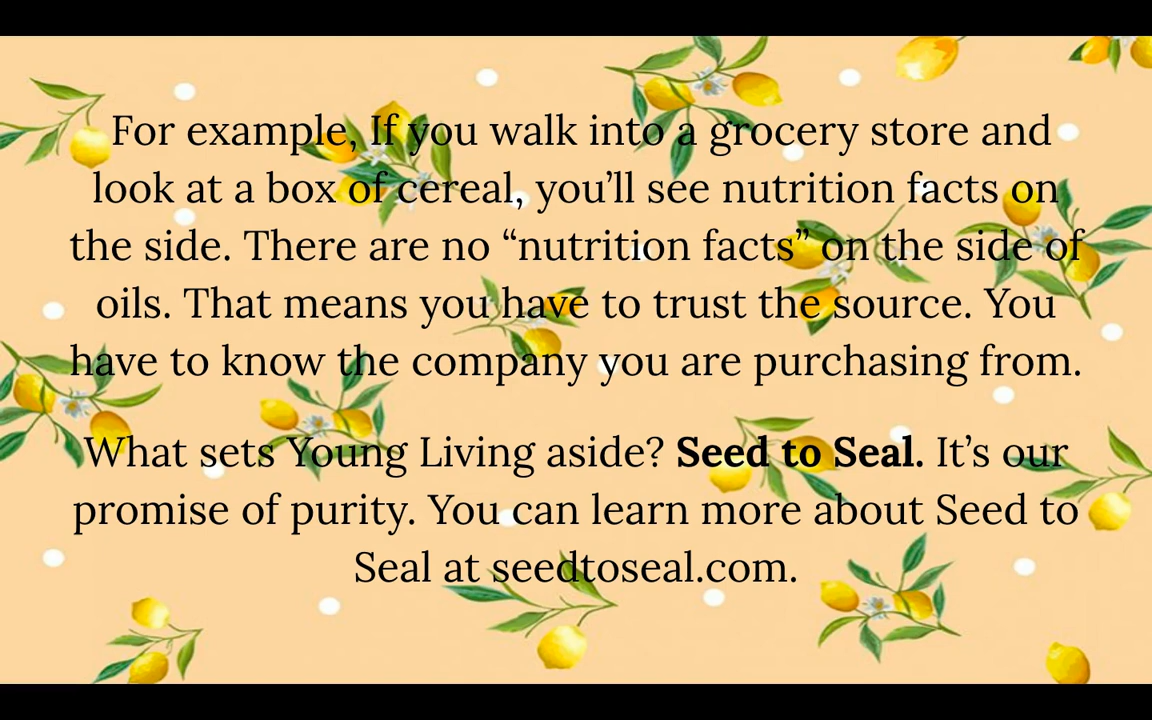 For example, If you walk into a grocery store and
look at a box of cereal, you’ll see nutrition facts on
the side. There are no “nutrition facts” on the side of
oils. That means you have to trust the source. You
have to know the company you are purchasing from.
What sets Young Living aside? Seed to Seal. It’s our
promise of purity. You can learn more about Seed to
Seal at seedtoseal.com.